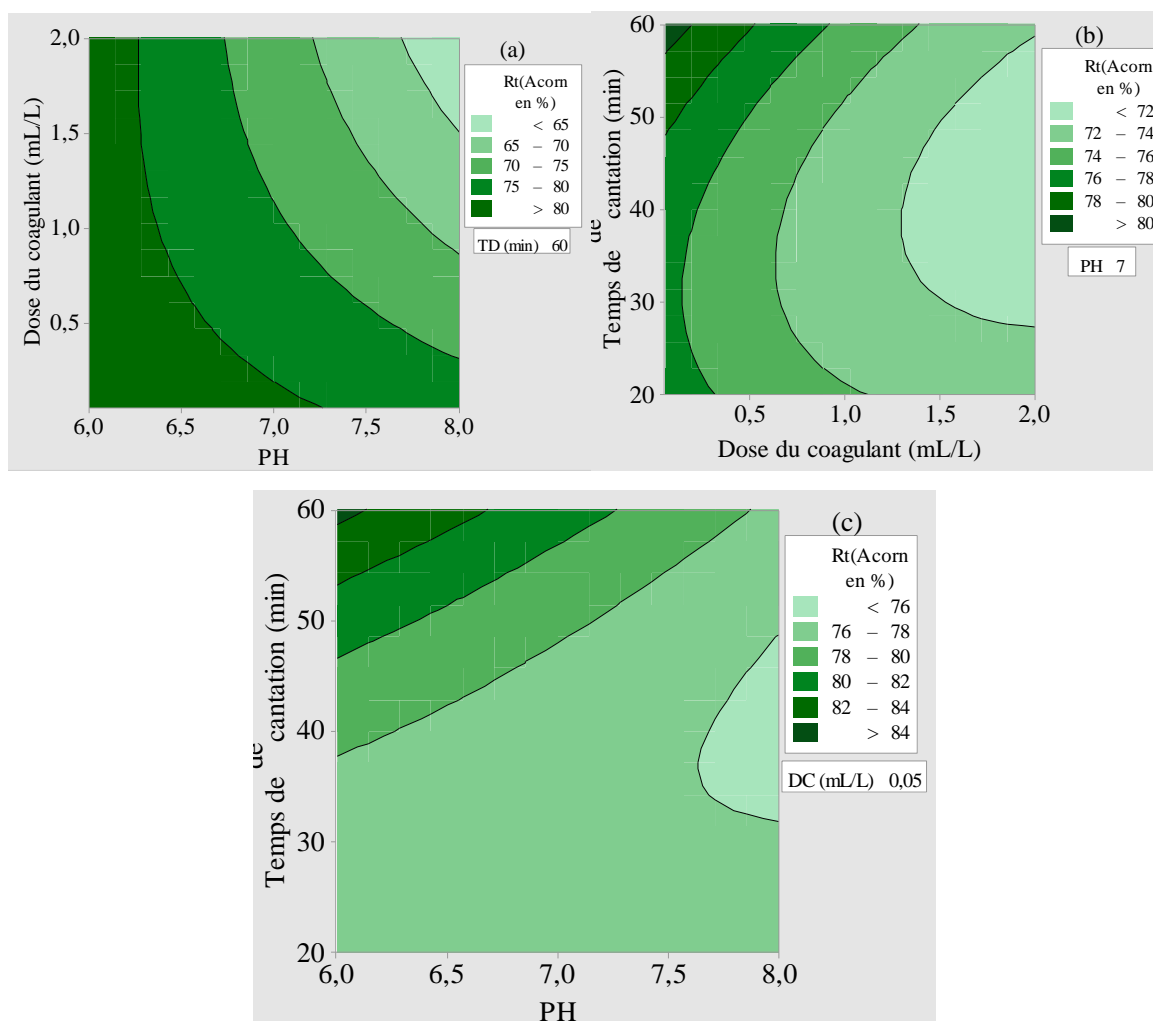 2,0
1,5
1,0
0,5
Dose du coagulant (mL/L)
6,0 6,5 7,0 7,5 8,0
PH
(a)
Rt(Acorn
en %)
< 65
65 – 70
70 – 75
75 – 80
> 80
TD (min) 60
60
50
40
30
20
Temps de de cantation (min)
0,5 1,0 1,5 2,0
Dose du coagulant (mL/L)
(b)
Rt(Acorn
en %)
< 72
72 – 74
74 – 76
76 – 78
78 – 80
> 80
PH 7
60
50
40
30
20
Temps de de cantation (min)
6,0 6,5 7,0 7,5 8,0
PH
(c)
Rt(Acorn
en %)
< 76
76 – 78
78 – 80
80 – 82
82 – 84
> 84
DC (mL/L) 0,05